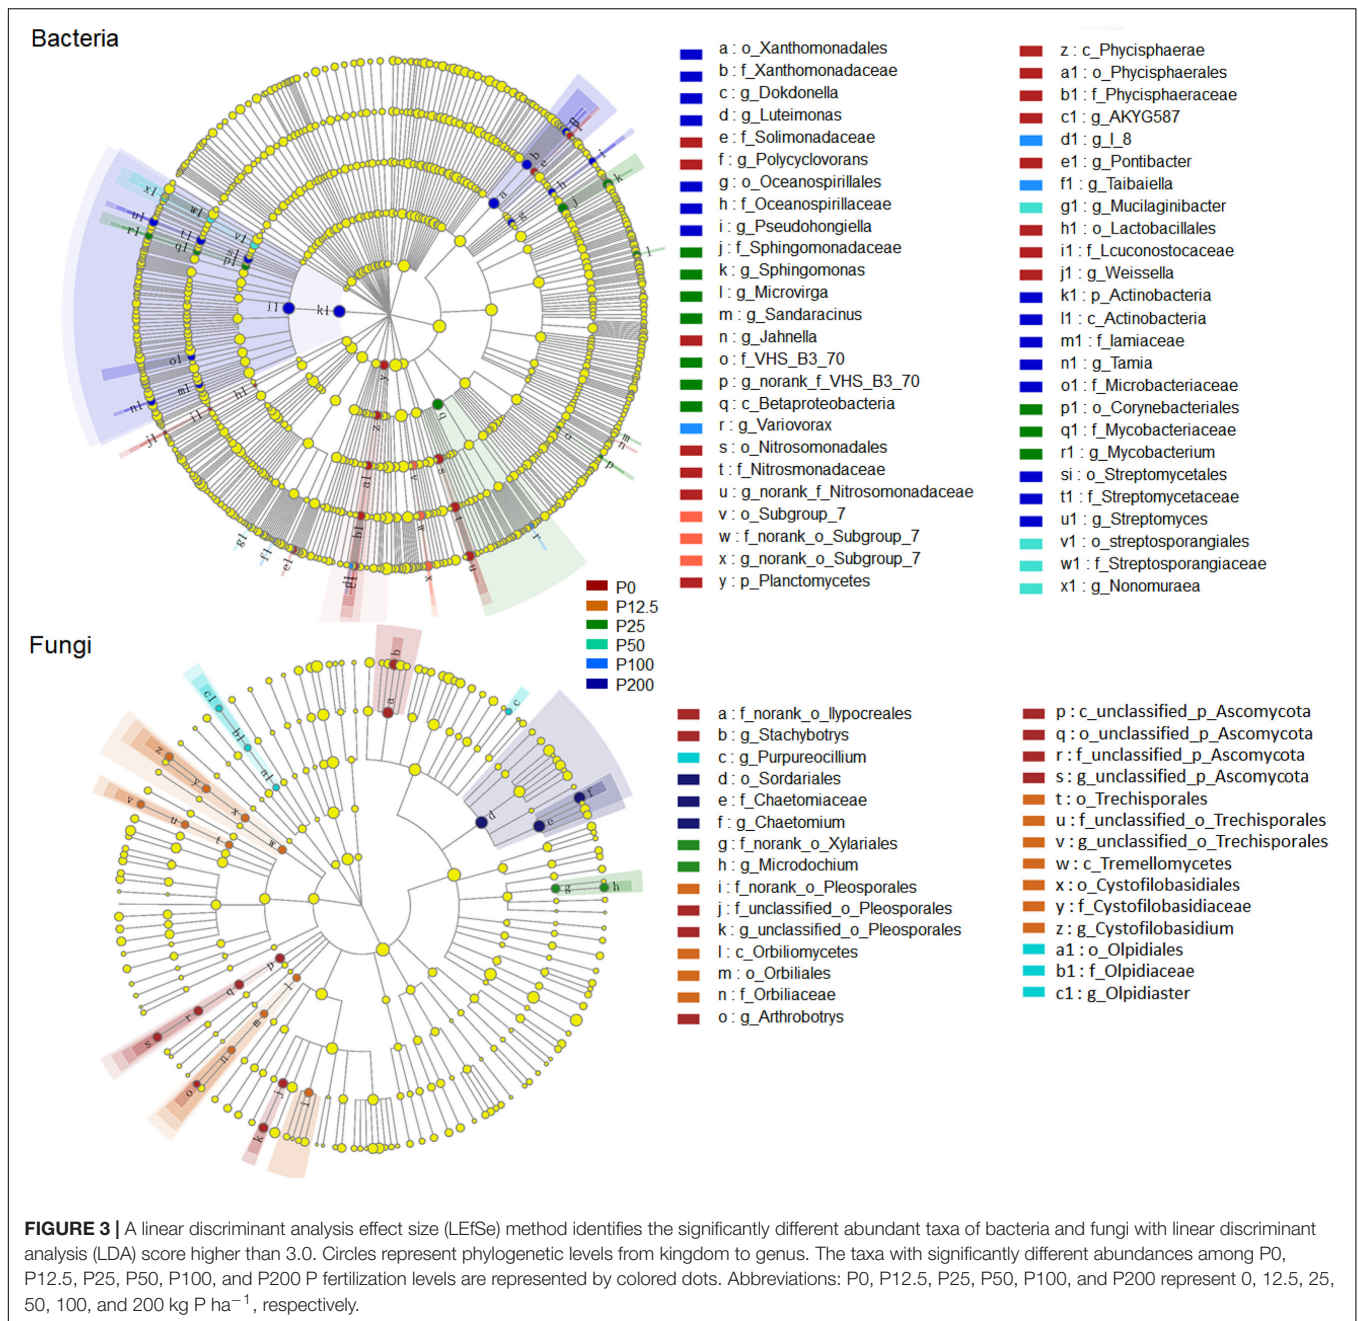 Bacteria
a : o_Xanthomonadales
b : f_Xanthomonadaceae
c : g_Dokdonella
d : g_Luteimonas
e : f_Solimonadaceae
f : g_Polycyclovorans
g : o_Oceanospirillales
h : f_Oceanospirillaceae
i : g_Pseudohongiella
j : f_Sphingomonadaceae
k : g_Sphingomonas
l : g_Microvirga
m : g_Sandaracinus
n : g_Jahnella
o : f_VHS_B3_70
p : g_norank_f_VHS_B3_70
q : c_Betaproteobacteria
r : g_Variovorax
s : o_Nitrosomonadales
t : f_Nitrosmonadaceae
u : g_norank_f_Nitrosomonadaceae
v : o_Subgroup_7
w : f_norank_o_Subgroup_7
x : g_norank_o_Subgroup_7
y : p_Planctomycetes
z : c_Phycisphaerae
a1 : o_Phycisphaerales
b1 : f_Phycisphaeraceae
c1 : g_AKYG587
d1 : g_I_8
e1 : g_Pontibacter
f1 : g_Taibaiella
g1 : g_Mucilaginibacter
h1 : o_Lactobacillales
i1 : f_Lcuconostocaceae
j1 : g_Weissella
k1 : p_Actinobacteria
l1 : c_Actinobacteria
m1 : f_Iamiaceae
n1 : g_Tamia
o1 : f_Microbacteriaceae
p1 : o_Corynebacteriales
q1 : f_Mycobacteriaceae
r1 : g_Mycobacterium
si : o_Streptomycetales
t1 : f_Streptomycetaceae
u1 : g_Streptomyces
v1 : o_streptosporangiales
w1 : f_Streptosporangiaceae
x1 : g_Nonomuraea
P0
P12.5
P25
P50
P100
P200
Fungi
a : f_norank_o_llypocreales
b : g_Stachybotrys
c : g_Purpureocillium
d : o_Sordariales
e : f_Chaetomiaceae
f : g_Chaetomium
g : f_norank_o_Xylariales
h : g_Microdochium
i : f_norank_o_Pleosporales
j : f_unclassified_o_Pleosporales
k : g_unclassified_o_Pleosporales
l : c_Orbiliomycetes
m : o_Orbiliales
n : f_Orbiliaceae
o : g_Arthrobotrys
p : c_unclassified_p_Ascomycota
q : o_unclassified_p_Ascomycota
r : f_unclassified_p_Ascomycota
s : g_unclassified_p_Ascomycota
t : o_Trechisporales
u : f_unclassified_o_Trechisporales
v : g_unclassified_o_Trechisporales
w : c_Tremellomycetes
x : o_Cystofilobasidiales
y : f_Cystofilobasidiaceae
z : g_Cystofilobasidium
a1 : o_Olpidiales
b1 : f_Olpidiaceae
c1 : g_Olpidiaster
FIGURE 3 | A linear discriminant analysis effect size (LEfSe) method identifies the significantly different abundant taxa of bacteria and fungi with linear discriminant
analysis (LDA) score higher than 3.0. Circles represent phylogenetic levels from kingdom to genus. The taxa with significantly different abundances among P0,
P12.5, P25, P50, P100, and P200 P fertilization levels are represented by colored dots. Abbreviations: P0, P12.5, P25, P50, P100, and P200 represent 0, 12.5, 25,
50, 100, and 200 kg P ha⁻¹, respectively.